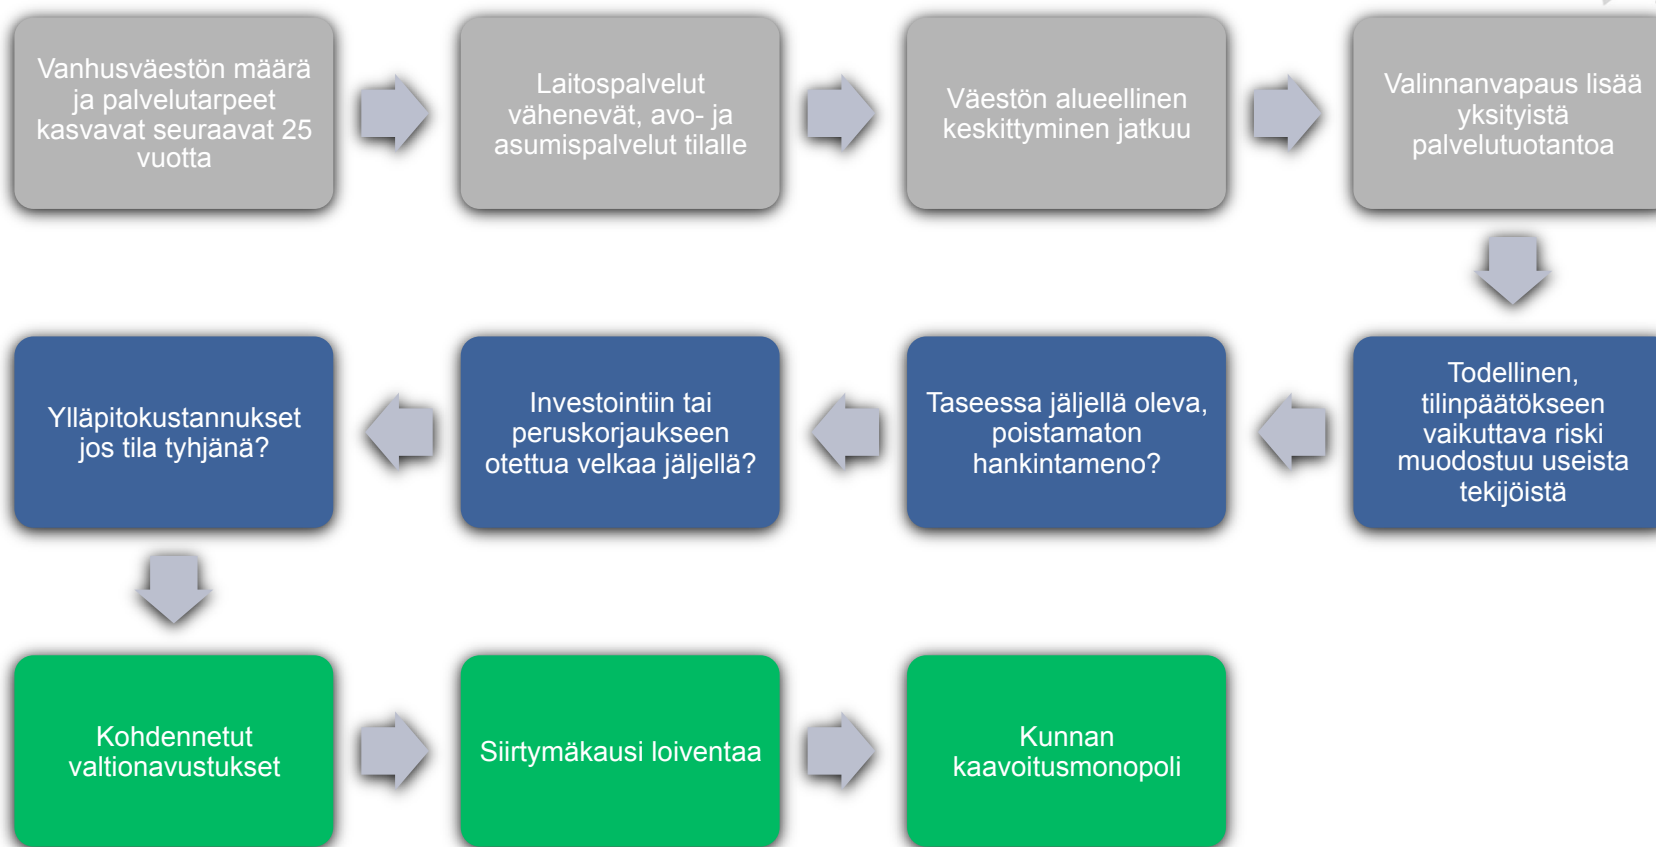 Vanhusväestön määrä
ja palvelutarpeet
kasvavat seuraavat 25
vuotta
Laitospalvelut
vähenevät, avo- ja
asumispalvelut tilalle
Väestön alueellinen
keskittyminen jatkuu
Valinnanvapaus lisää
yksityistä
palvelutuotantoa
Todellinen,
tilinpäätökseen
vaikuttava riski
muodostuu useista
tekijöistä
Taseessa jäljellä oleva,
poistamaton
hankintameno?
Investointiin tai
peruskorjaukseen
otettua velkaa jäljellä?
Ylläpitokustannukset
jos tila tyhjänä?
Kohdennetut
valtionavustukset
Siirtymäkausi loiventaa
Kunnan
kaavoitusmonopoli